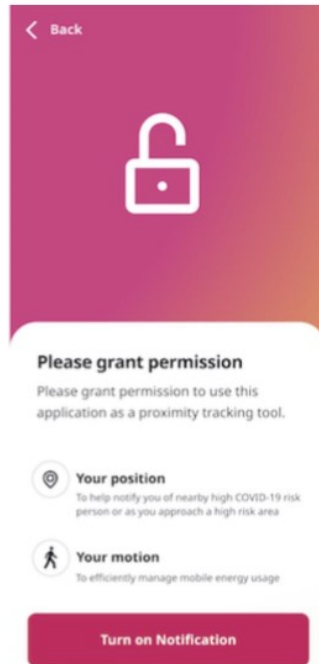 Back
Please grant permission
Please grant permission to use this
application as a proximity tracking tool.
Your position
To help notify you of nearby high COVID-19 risk
person or as you approach a high risk area
Your motion
To efficiently manage mobile energy usage
Turn on Notification